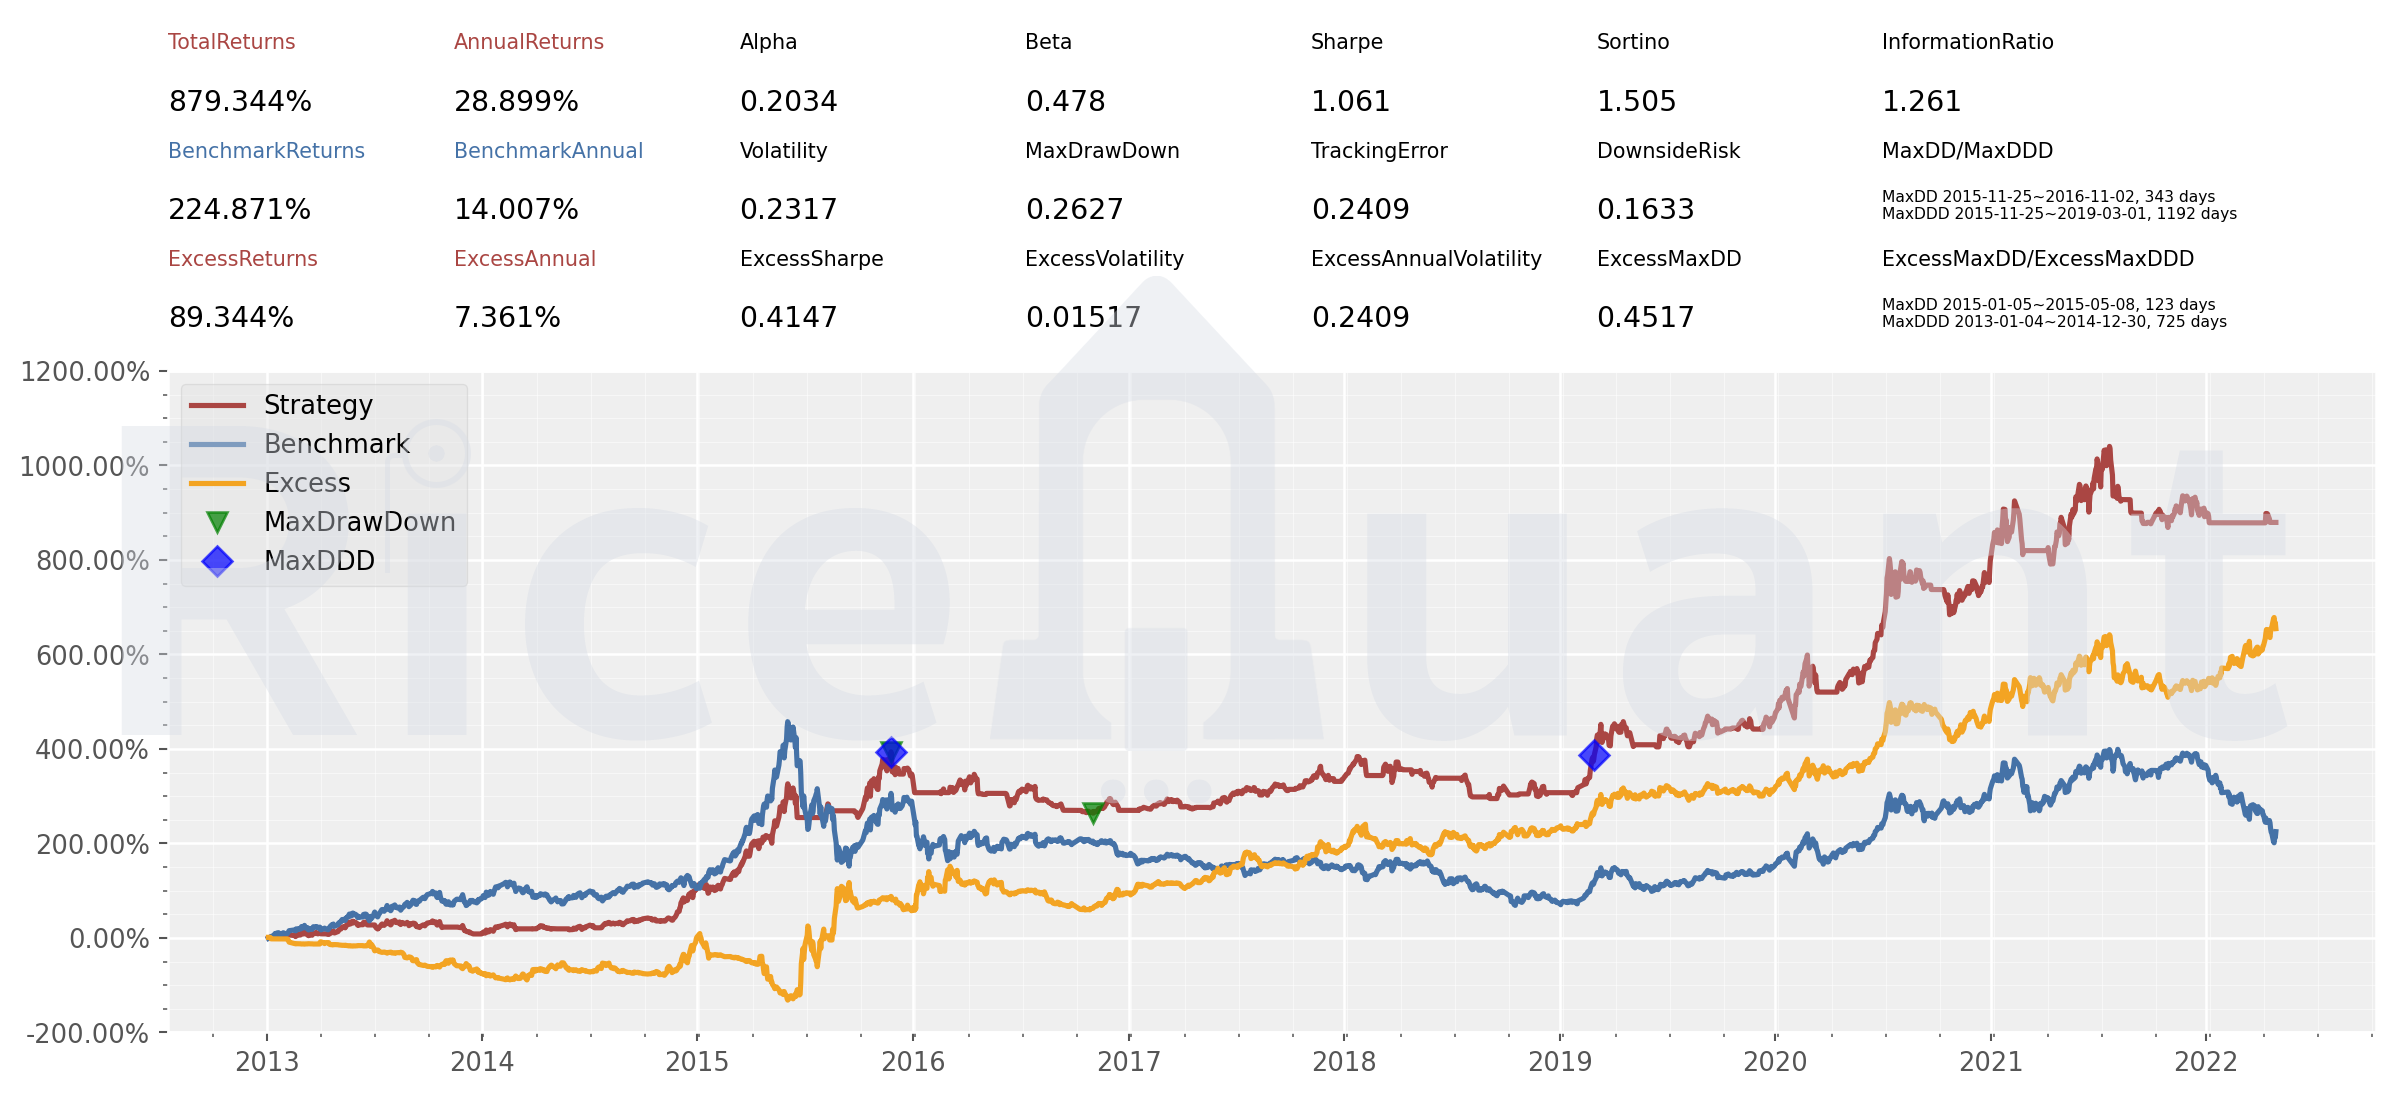 TotalReturns AnnualReturns Alpha Beta Sharpe Sortino InformationRatio
879.344% 28.899% 0.2034 0.478 1.061 1.505 1.261
BenchmarkReturns BenchmarkAnnual Volatility MaxDrawDown TrackingError DownsideRisk MaxDD/MaxDDD
224.871% 14.007% 0.2317 0.2627 0.2409 0.1633 MaxDD 2015-11-25~2016-11-02, 343 days
MaxDDD 2015-11-25~2019-03-01, 1192 days
ExcessReturns ExcessAnnual ExcessSharpe ExcessVolatility ExcessAnnualVolatility ExcessMaxDD ExcessMaxDD/ExcessMaxDDD
89.344% 7.361% 0.4147 0.01517 0.2409 0.4517 MaxDD 2015-01-05~2015-05-08, 123 days
MaxDDD 2013-01-04~2014-12-30, 725 days
1200.00%
1000.00%
800.00%
600.00%
400.00%
200.00%
0.00%
-200.00%
Strategy
Benchmark
Excess
MaxDrawDown
MaxDDD
Rice uant
2013 2014 2015 2016 2017 2018 2019 2020 2021 2022